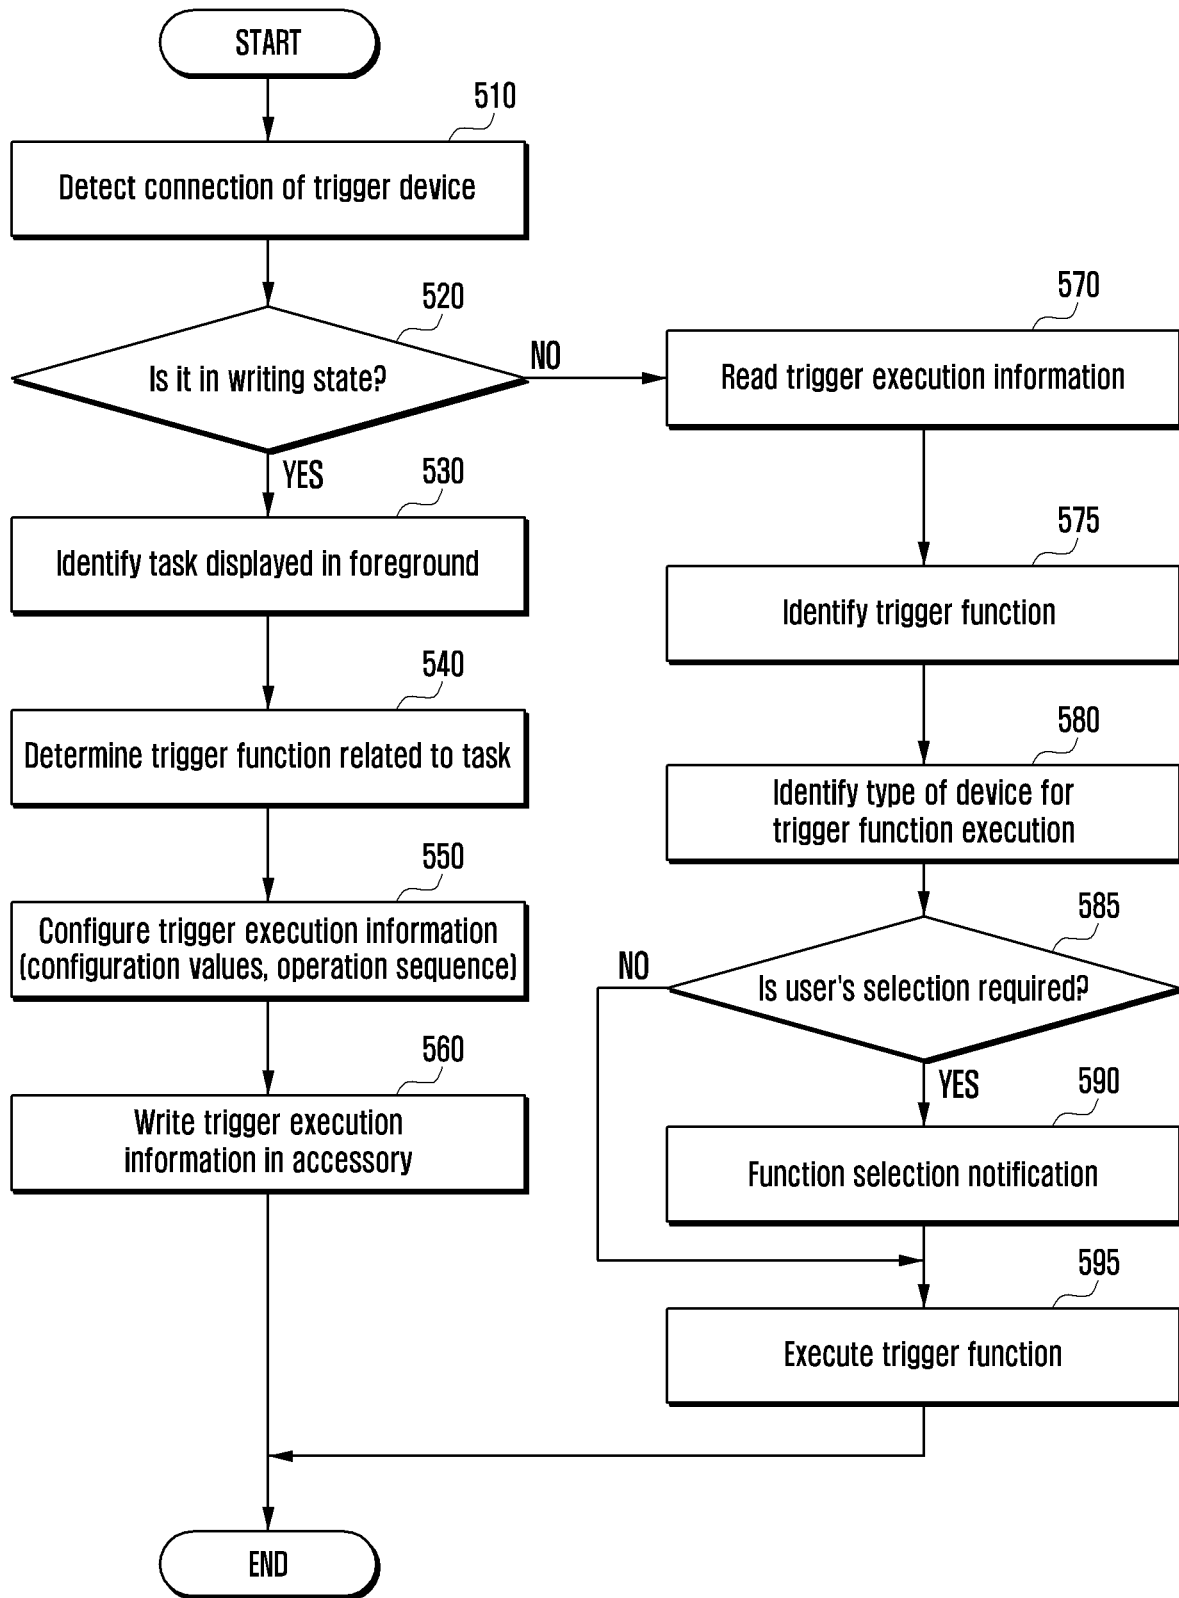 START
510
Detect connection of trigger device
520
Is it in writing state?
NO
YES
530
Identify task displayed in foreground
540
Determine trigger function related to task
550
Configure trigger execution information
(configuration values, operation sequence)
560
Write trigger execution
information in accessory
570
Read trigger execution information
575
Identify trigger function
580
Identify type of device for
trigger function execution
585
Is user's selection required?
NO
YES
590
Function selection notification
595
Execute trigger function
END